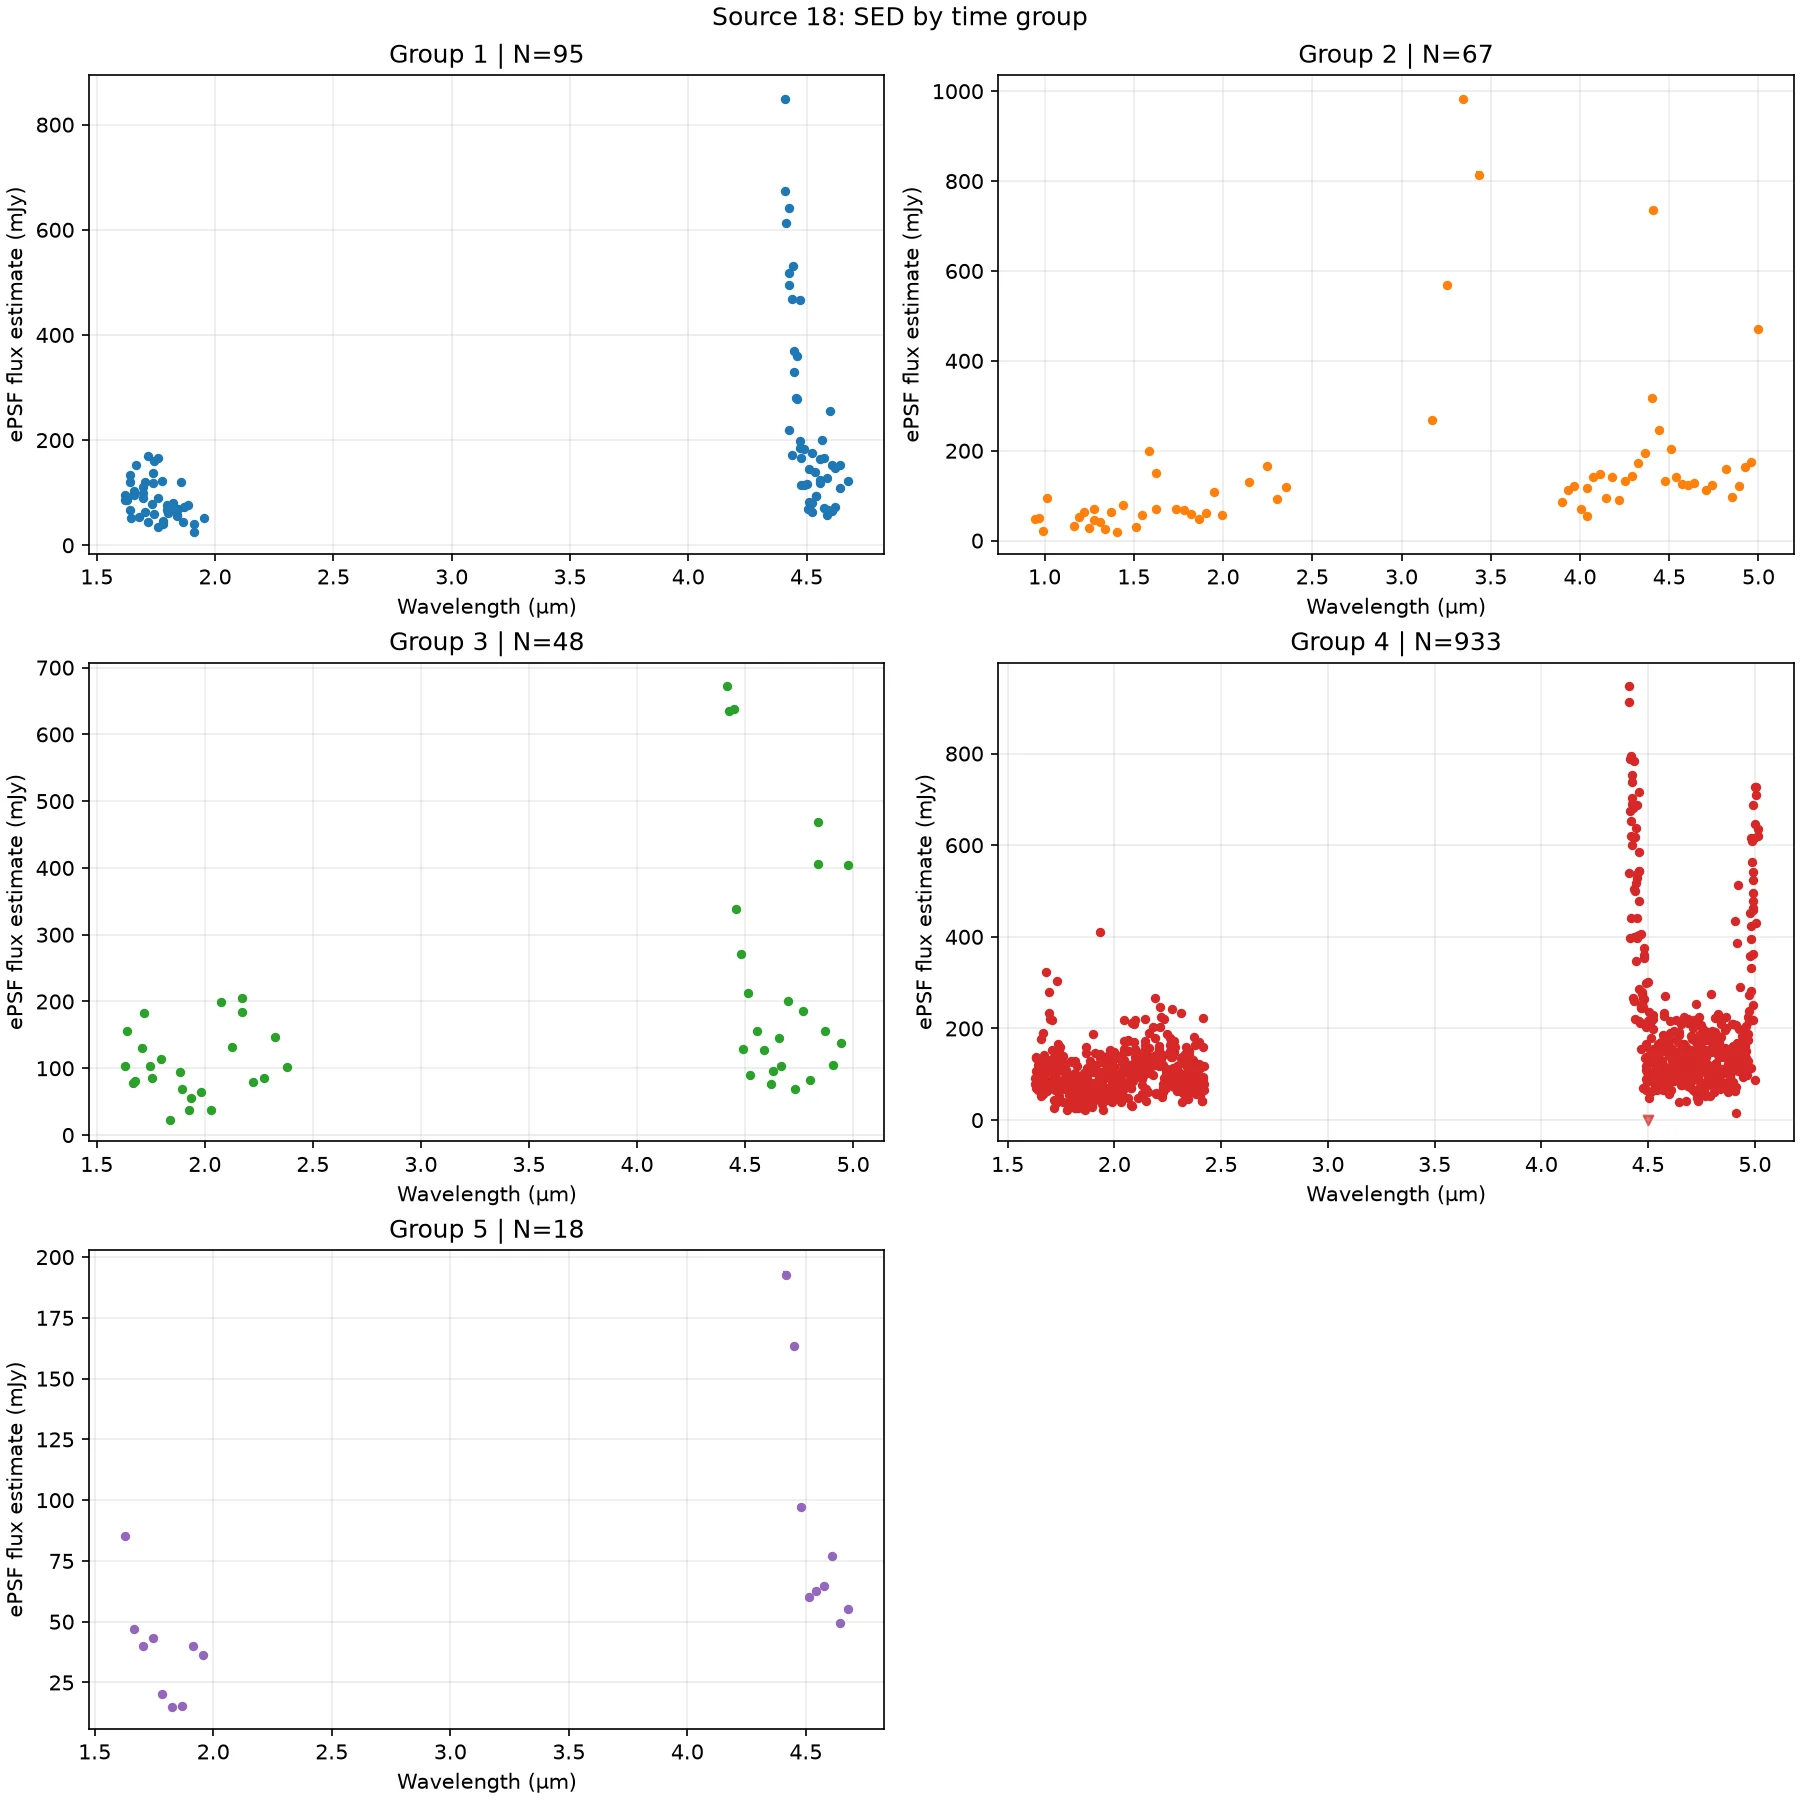 Source 18: SED by time group
Group 1 | N=95
ePSF flux estimate (mJy)
800
600
400
200
0
1.5 2.0 2.5 3.0 3.5 4.0 4.5
Wavelength (μm)
Group 2 | N=67
ePSF flux estimate (mJy)
1000
800
600
400
200
0
1.0 1.5 2.0 2.5 3.0 3.5 4.0 4.5 5.0
Wavelength (μm)
Group 3 | N=48
ePSF flux estimate (mJy)
700
600
500
400
300
200
100
0
1.5 2.0 2.5 3.0 3.5 4.0 4.5 5.0
Wavelength (μm)
Group 4 | N=933
ePSF flux estimate (mJy)
800
600
400
200
0
1.5 2.0 2.5 3.0 3.5 4.0 4.5 5.0
Wavelength (μm)
Group 5 | N=18
ePSF flux estimate (mJy)
200
175
150
125
100
75
50
25
1.5 2.0 2.5 3.0 3.5 4.0 4.5
Wavelength (μm)